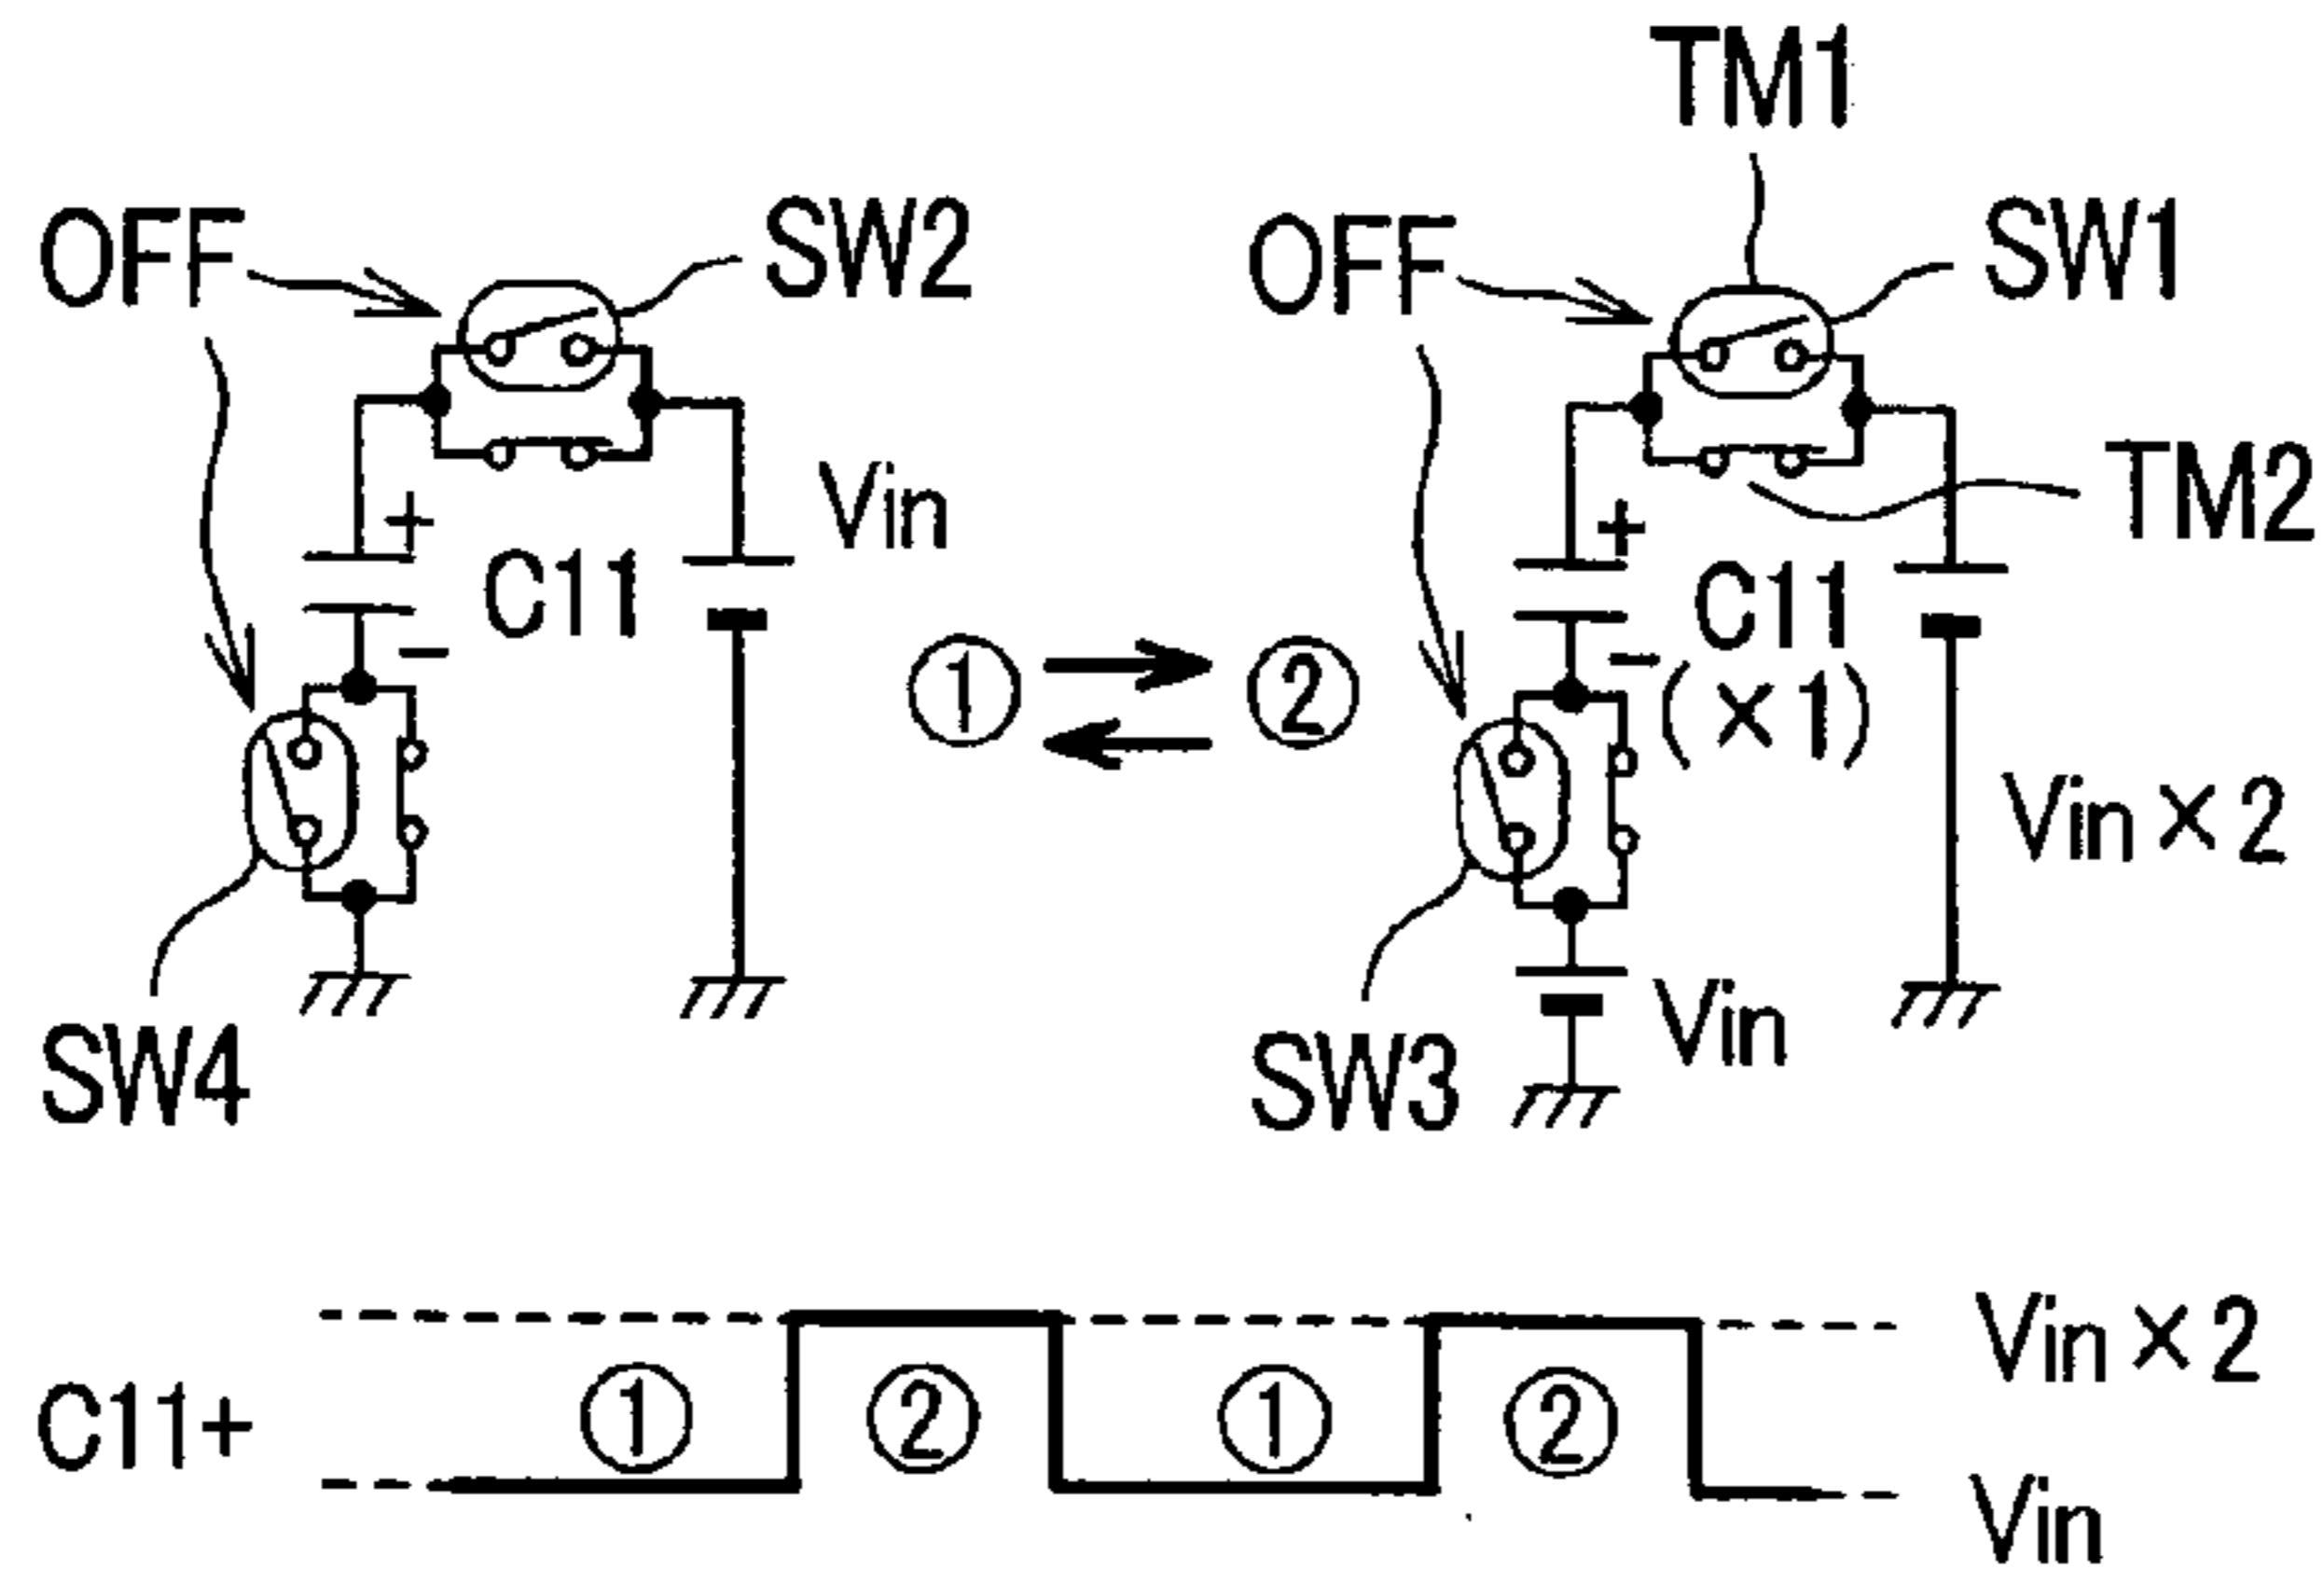 TM1
OFF
SW2
OFF
SW1
+
Vin
+
TM2
C11
C11
−
① ②
−
(×1)
Vin×2
SW4
SW3
Vin
Vin×2
C11+
① ② ① ②
Vin